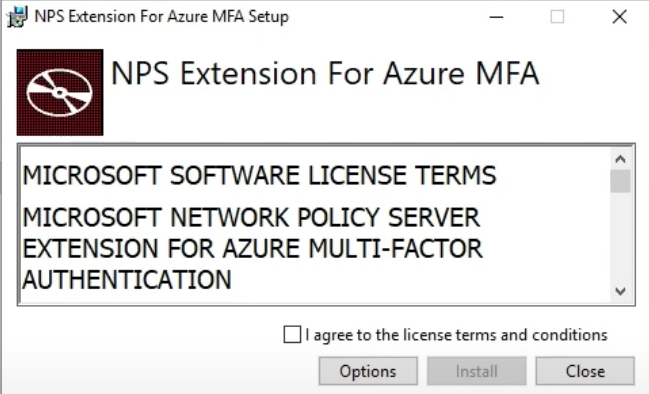 NPS Extension For Azure MFA Setup
NPS Extension For Azure MFA
MICROSOFT SOFTWARE LICENSE TERMS
MICROSOFT NETWORK POLICY SERVER
EXTENSION FOR AZURE MULTI-FACTOR
AUTHENTICATION
I agree to the license terms and conditions
Options Install Close